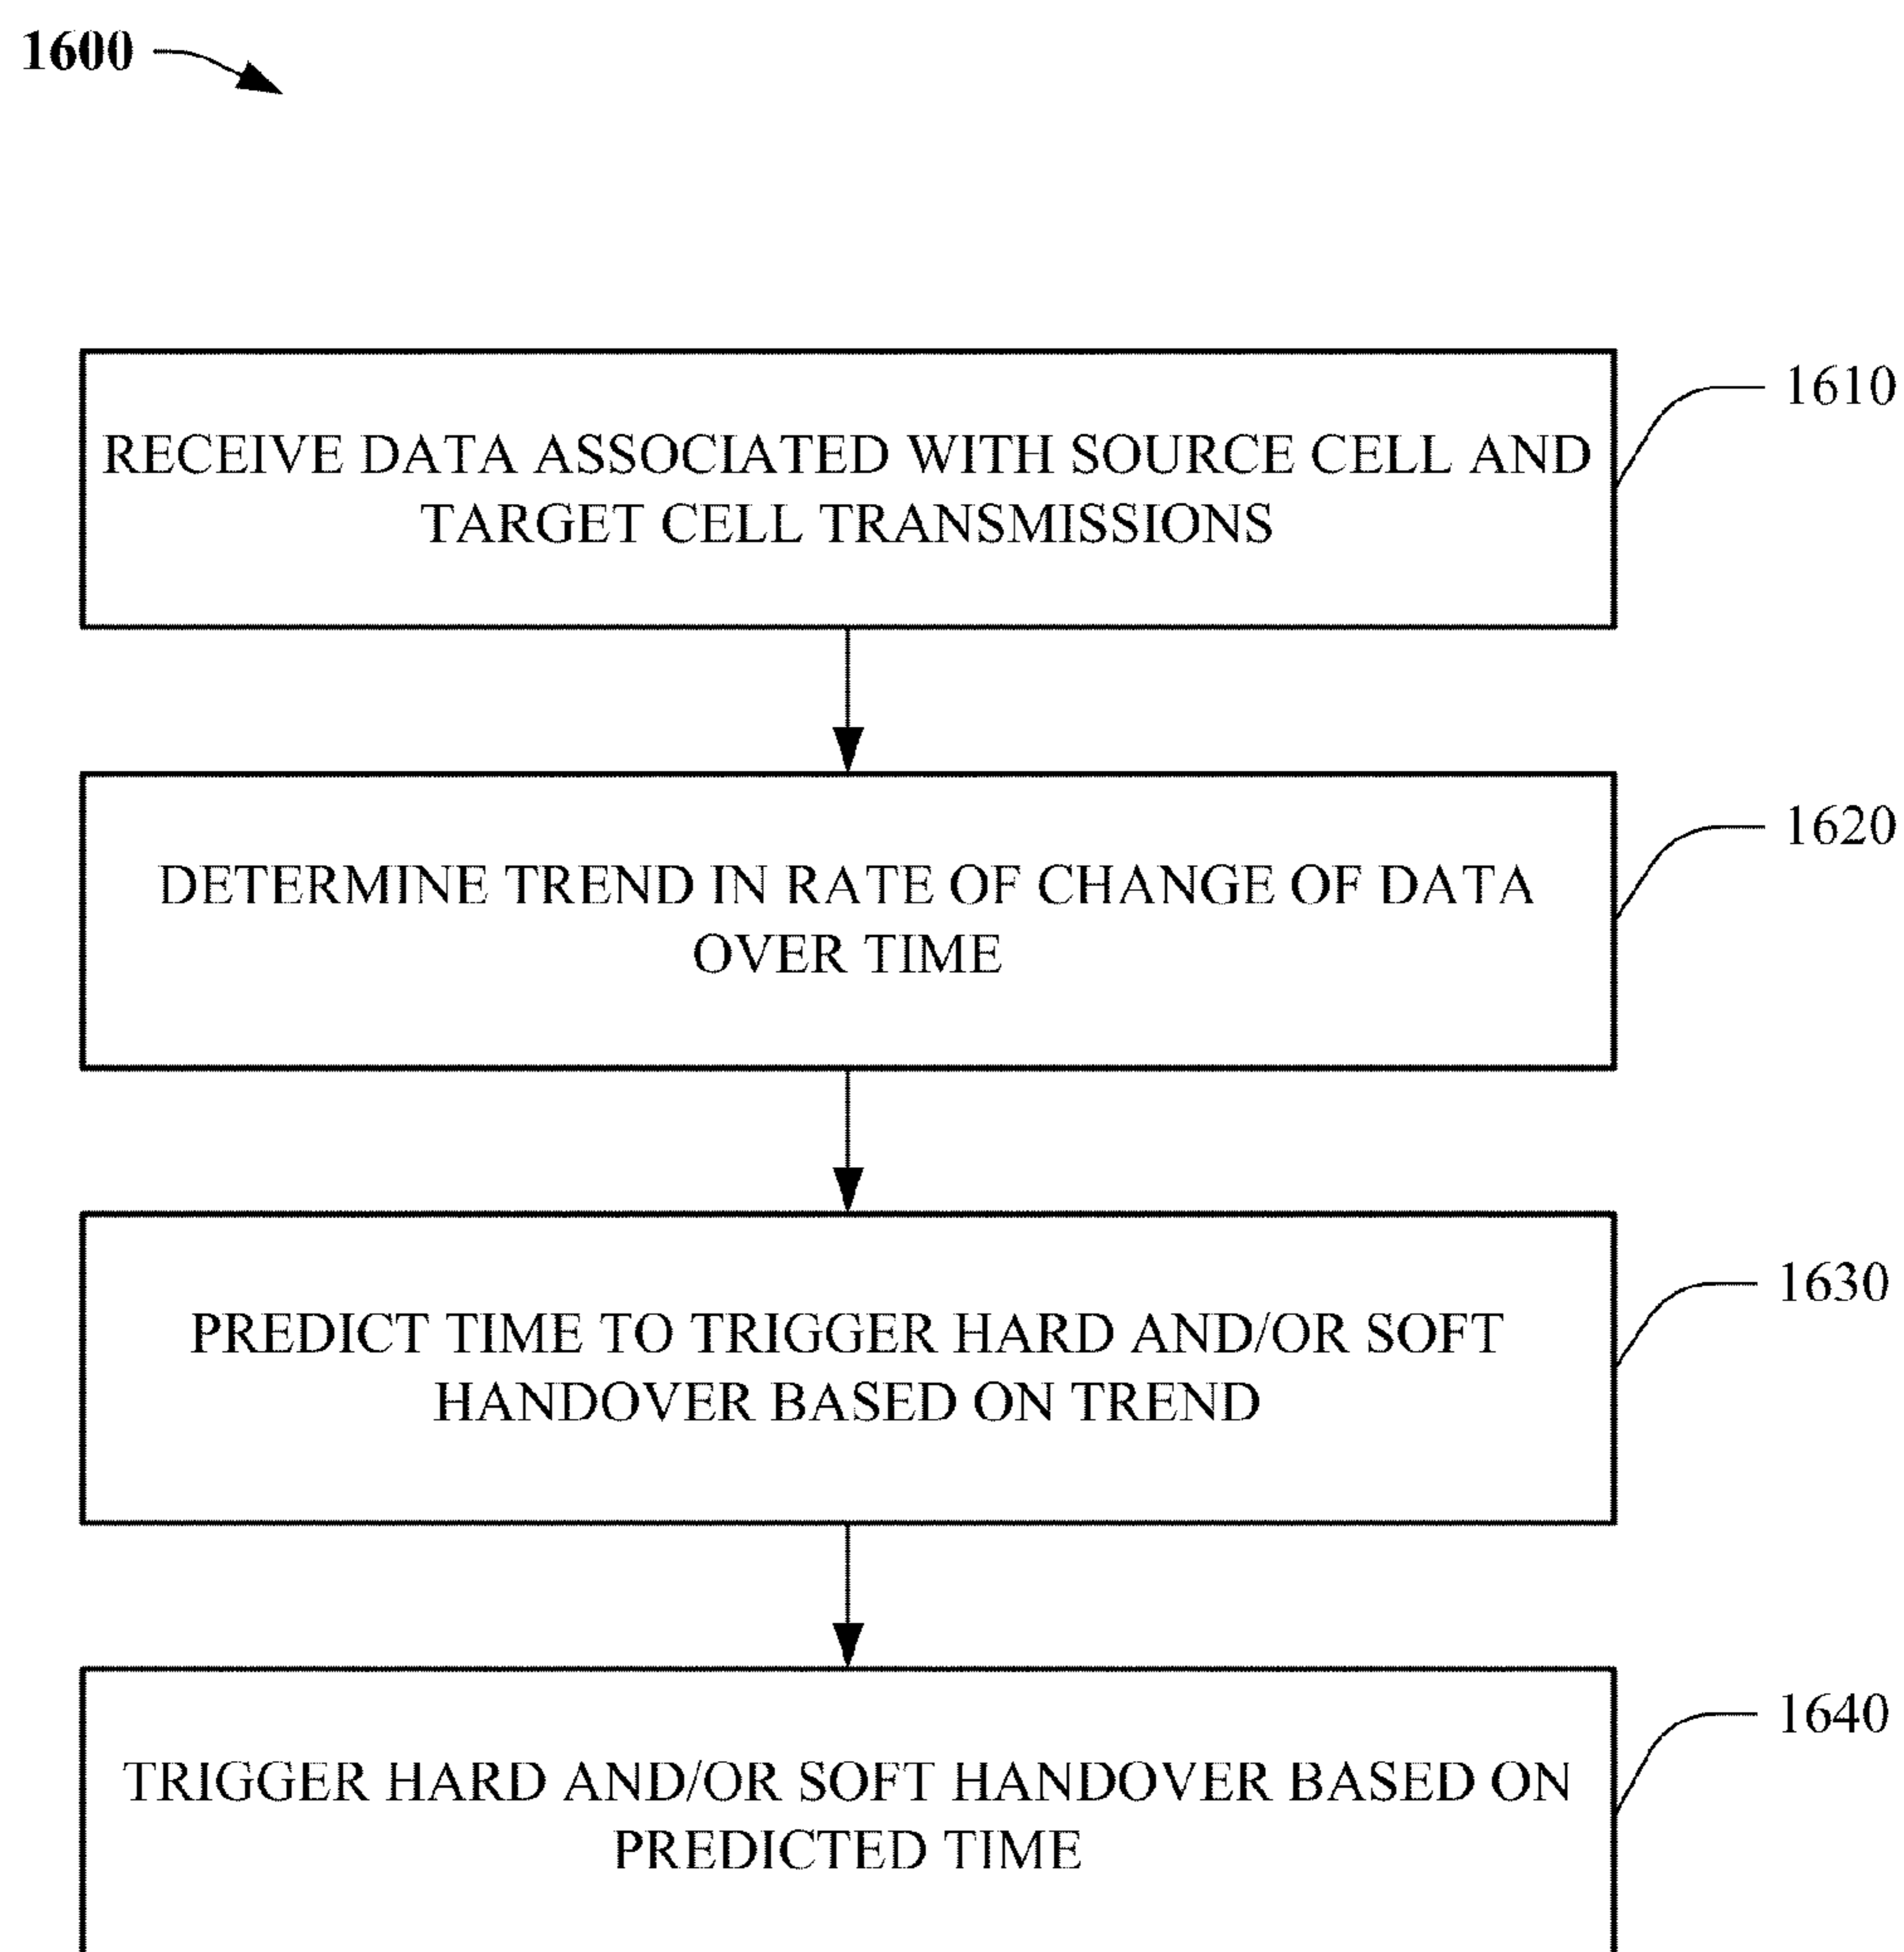 1600
RECEIVE DATA ASSOCIATED WITH SOURCE CELL AND
TARGET CELL TRANSMISSIONS
1610
DETERMINE TREND IN RATE OF CHANGE OF DATA
OVER TIME
1620
PREDICT TIME TO TRIGGER HARD AND/OR SOFT
HANDOVER BASED ON TREND
1630
TRIGGER HARD AND/OR SOFT HANDOVER BASED ON
PREDICTED TIME
1640